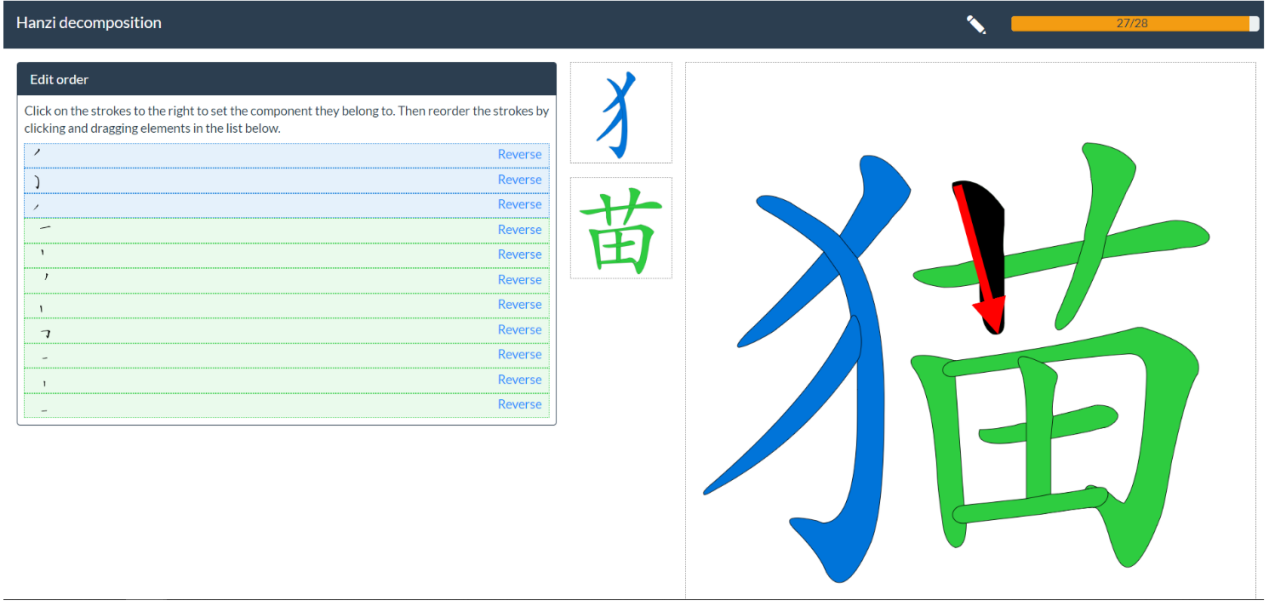 Hanzi decomposition
27/28
Edit order
Click on the strokes to the right to set the component they belong to. Then reorder the strokes by
clicking and dragging elements in the list below.
Reverse
Reverse
Reverse
Reverse
Reverse
Reverse
Reverse
Reverse
Reverse
Reverse
Reverse
犭
苗
猫